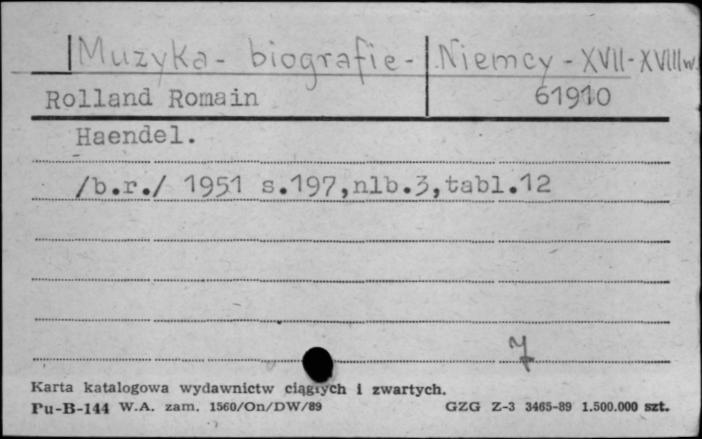 Muzyka - biografie - Niemcy - XVII - XVIII w.
Rolland Romain 61910
Haendel.
/b.r./ 1951 s.197,nlb.3,tabl.12
7
Karta katalogowa wydawnictw ciągłych i zwartych.
Pu-B-144 W.A. zam. 1560/On/DW/89 GZG Z-3 3465-89 1.500.000 szt.